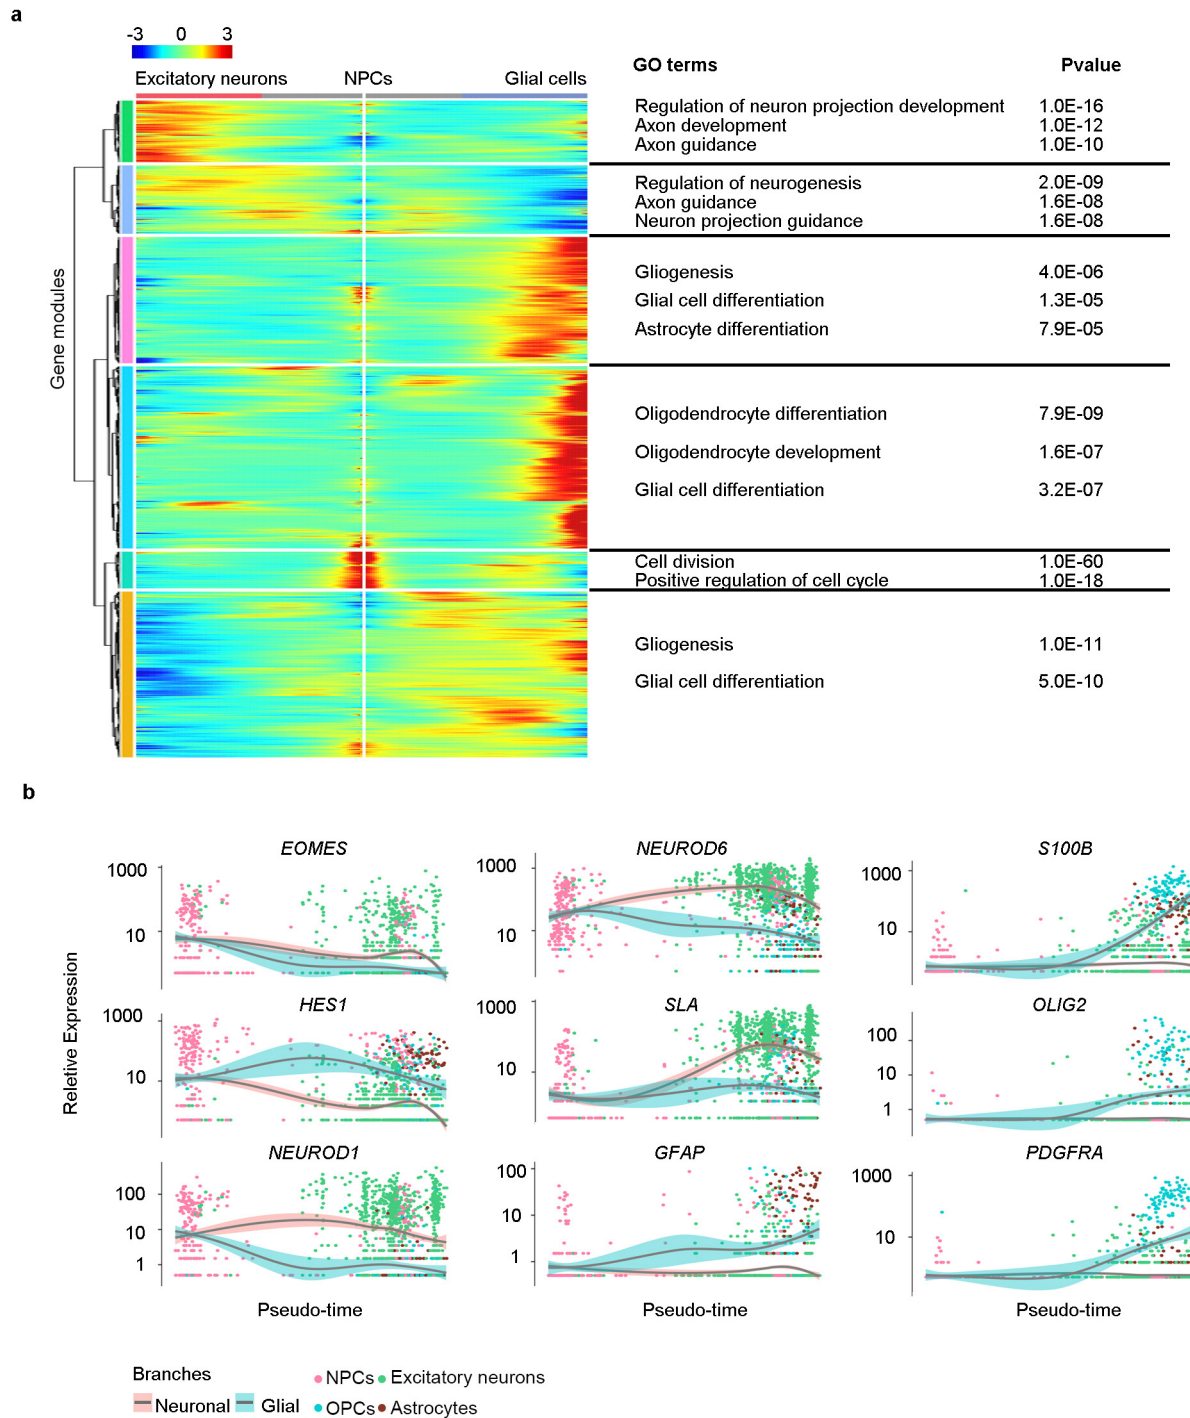 a
-3 0 3
Excitatory neurons NPCs Glial cells
GO terms Pvalue
Gene modules
Regulation of neuron projection development 1.0E-16
Axon development 1.0E-12
Axon guidance 1.0E-10
Regulation of neurogenesis 2.0E-09
Axon guidance 1.6E-08
Neuron projection guidance 1.6E-08
Gliogenesis 4.0E-06
Glial cell differentiation 1.3E-05
Astrocyte differentiation 7.9E-05
Oligodendrocyte differentiation 7.9E-09
Oligodendrocyte development 1.6E-07
Glial cell differentiation 3.2E-07
Cell division 1.0E-60
Positive regulation of cell cycle 1.0E-18
Gliogenesis 1.0E-11
Glial cell differentiation 5.0E-10
b
Reletive Expression
EOMES
1000
10
NEUROD6
1000
10
S100B
1000
10
HES1
1000
10
SLA
1000
10
OLIG2
100
10
1
NEUROD1
100
10
1
GFAP
100
10
1
PDGFRA
1000
10
Pseudo-time Pseudo-time Pseudo-time
Branches
Neuronal Glial
NPCs Excitatory neurons
OPCs Astrocytes